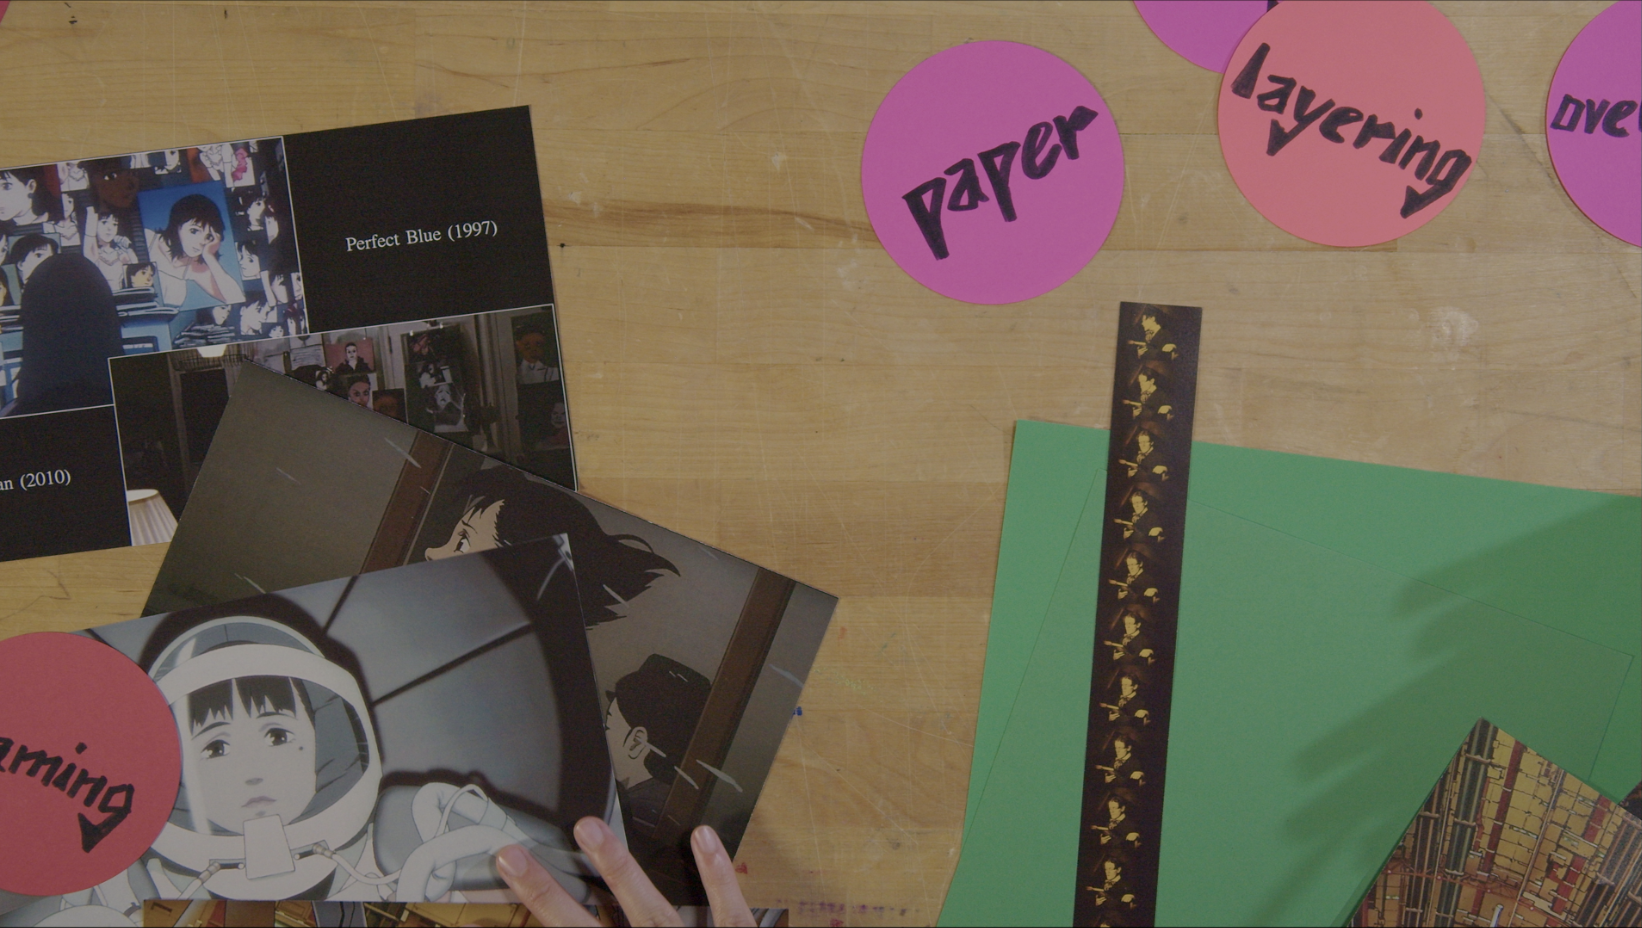 paper
layering
ove
Perfect Blue (1997)
an (2010)
aming